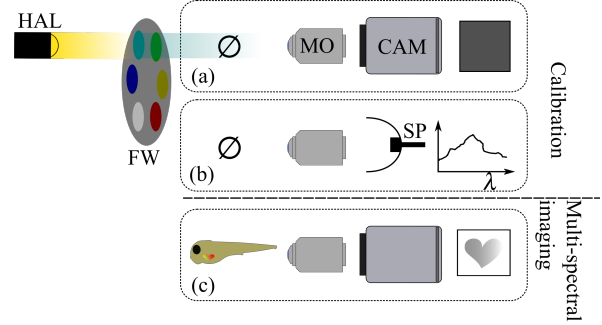 HAL
FW
∅
MO
CAM
(a)
∅
SP
λ
(b)
Calibration
(c)
Multi-spectral
imaging